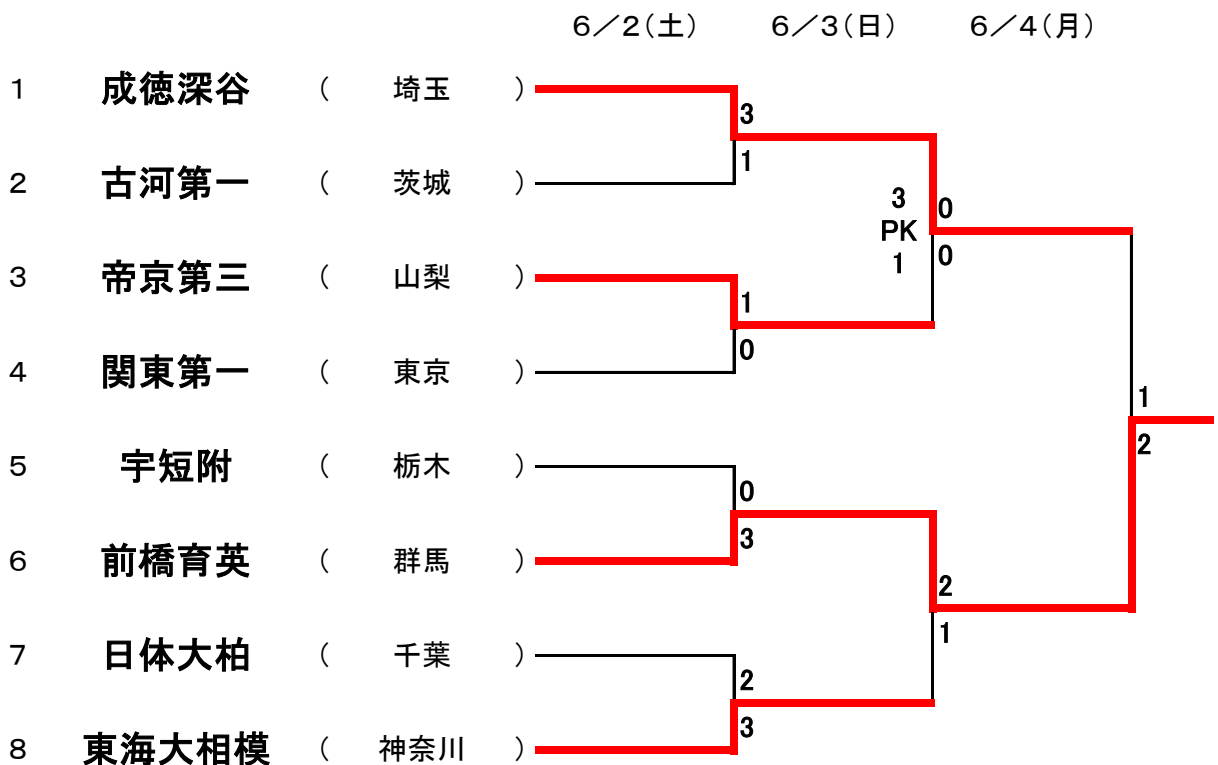 6／2(土) 6／3(日) 6／4(月)
1 成徳深谷 ( 埼玉 )
3
1
2 古河第一 ( 茨城 )
3 0
PK
1 0
3 帝京第三 ( 山梨 )
1
0
4 関東第一 ( 東京 )
1
2
5 宇短附 ( 栃木 )
0
3
6 前橋育英 ( 群馬 )
2
1
7 日体大柏 ( 千葉 )
2
3
8 東海大相模 ( 神奈川 )